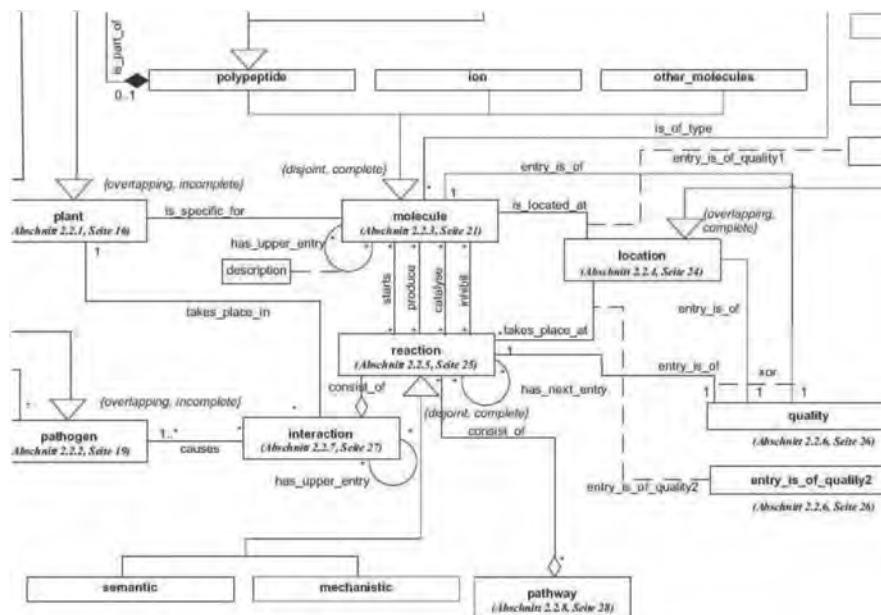 is_part_of
0..1
polypeptide
ion
other_molecules
is_of_type
{overlapping, incomplete}
{disjoint, complete}
entry_is_of
entry_is_of_quality1
*
1
plant
(Abschnitt 2.2.1, Seite 16)
is_specific_for
molecule
(Abschnitt 2.2.3, Seite 21)
is_located_at
{overlapping,
complete}
1
has_upper_entry
*
*
description
location
(Abschnitt 2.2.4, Seite 24)
* * * *
starts
produce
catalyse
inhibit
takes_place_in
entry_is_of
* * * *
*
takes_place_at
reaction
(Abschnitt 2.2.5, Seite 25)
1
entry_is_of
xor
consist_of
*
has_next_entry
1 1 1
{overlapping, incomplete}
{disjoint, complete}
quality
(Abschnitt 2.2.6, Seite 26)
pathogen
(Abschnitt 2.2.2, Seite 19)
1..*
causes
*
interaction
(Abschnitt 2.2.7, Seite 27)
*
consist_of
has_upper_entry
*
entry_is_of_quality2
entry_is_of_quality2
(Abschnitt 2.2.6, Seite 26)
semantic
mechanistic
*
pathway
(Abschnitt 2.2.8, Seite 28)